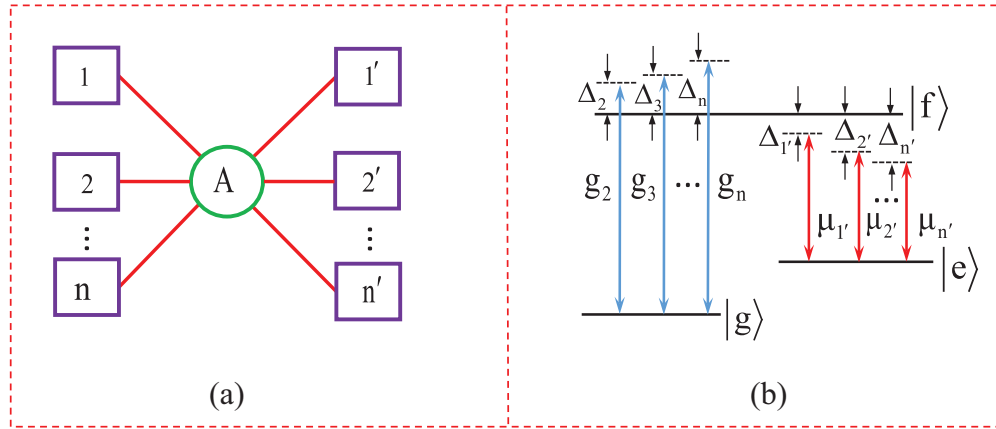 1
1′
2
A
2′
⋮
⋮
n
n′
(a)
Δ₂
Δ₃
Δₙ
|f⟩
Δ₁′
Δ₂′
Δₙ′
g₂
g₃
...
gₙ
...
μ₁′
μ₂′
μₙ′
|e⟩
|g⟩
(b)